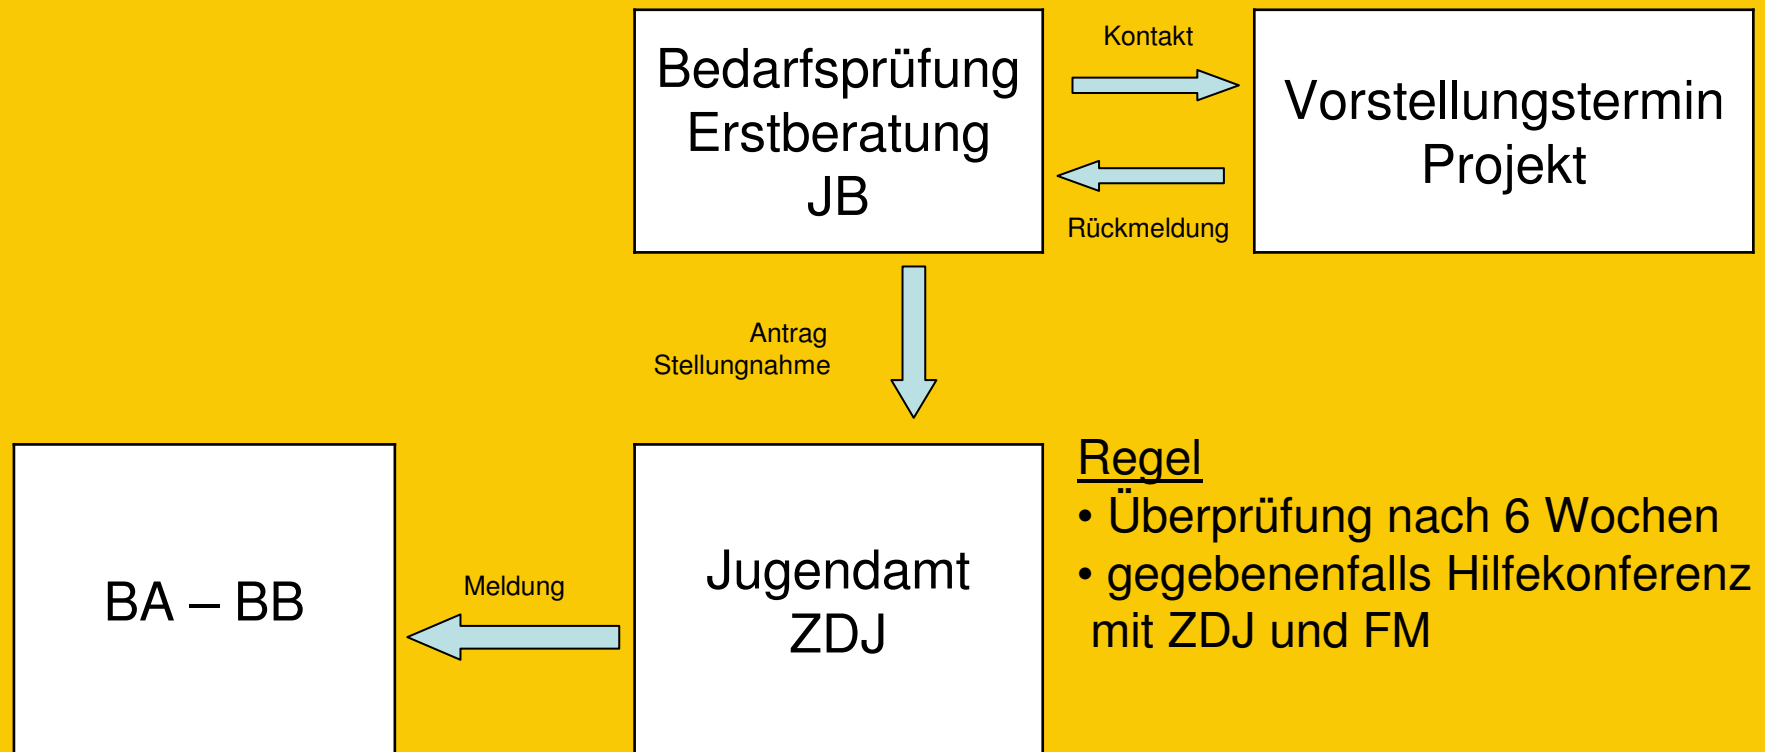 Bedarfsprüfung
Erstberatung
JB
Kontakt
Rückmeldung
Vorstellungstermin
Projekt
Antrag
Stellungnahme
BA – BB
Meldung
Jugendamt
ZDJ
Regel
• Überprüfung nach 6 Wochen
• gegebenenfalls Hilfekonferenz
mit ZDJ und FM